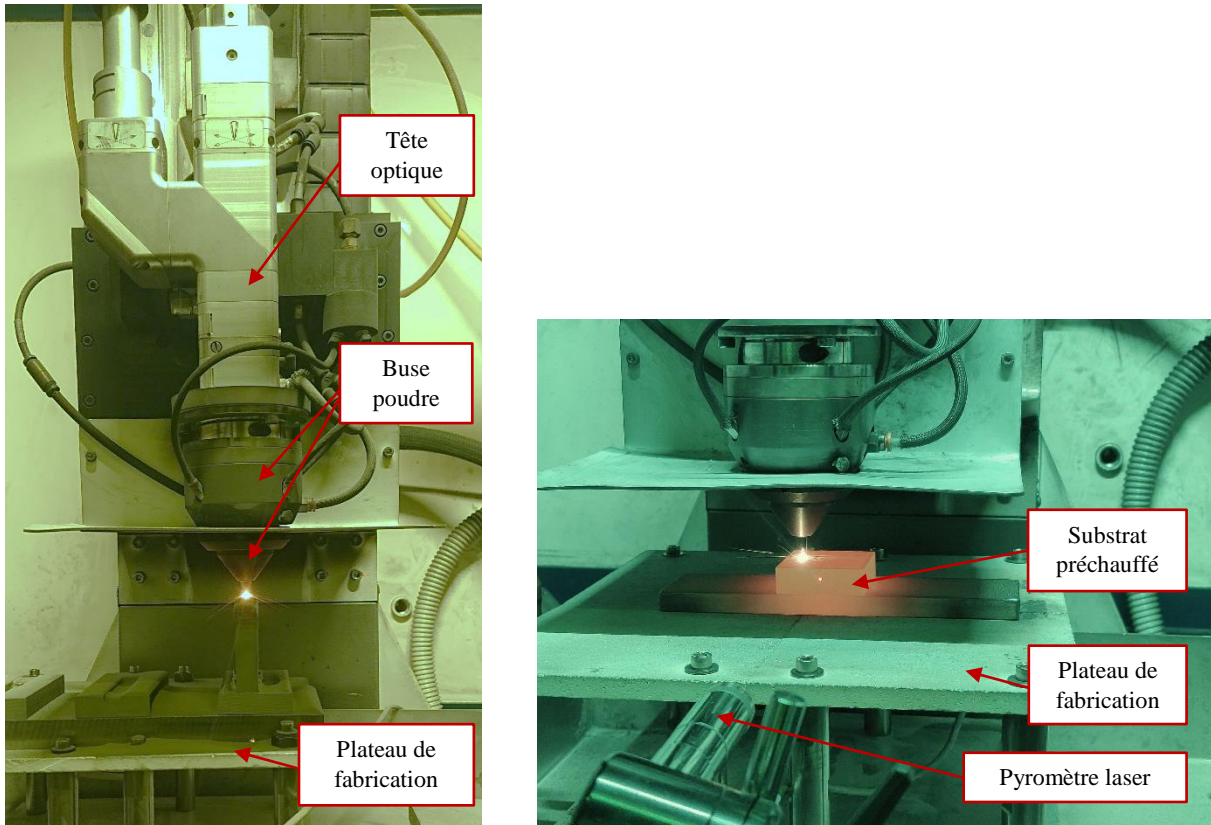 Tête
optique
Buse
poudre
Plateau de
fabrication
Substrat
préchauffé
Plateau de
fabrication
Pyromètre laser